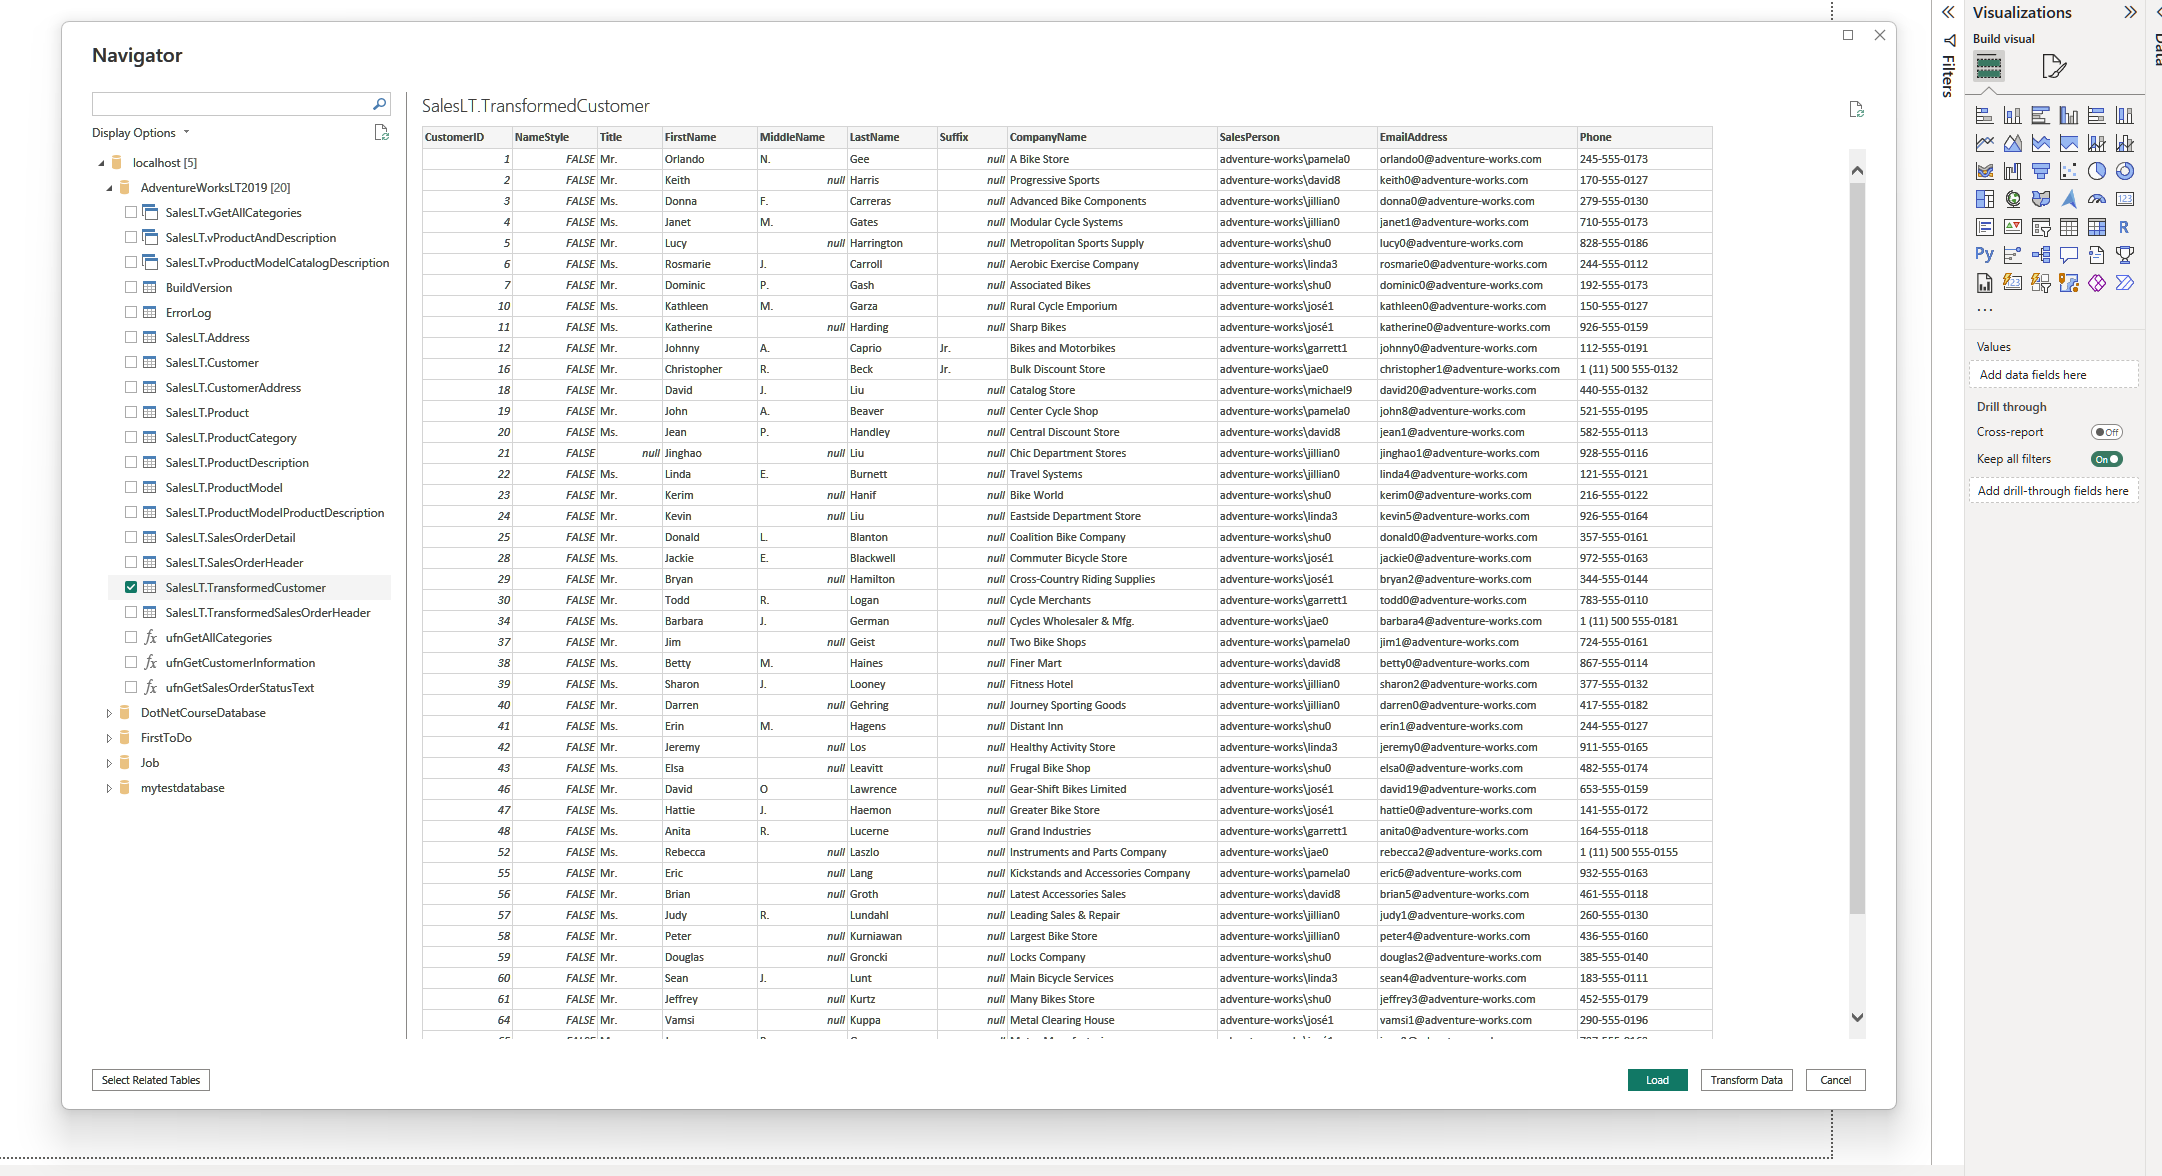 Navigator
Display Options
localhost [5]
AdventureWorksLT2019 [20]
SalesLT.vGetAllCategories
SalesLT.vProductAndDescription
SalesLT.vProductModelCatalogDescription
BuildVersion
ErrorLog
SalesLT.Address
SalesLT.Customer
SalesLT.CustomerAddress
SalesLT.Product
SalesLT.ProductCategory
SalesLT.ProductDescription
SalesLT.ProductModel
SalesLT.ProductModelProductDescription
SalesLT.SalesOrderDetail
SalesLT.SalesOrderHeader
SalesLT.TransformedCustomer
SalesLT.TransformedSalesOrderHeader
fx ufnGetAllCategories
fx ufnGetCustomerInformation
fx ufnGetSalesOrderStatusText
DotNetCourseDatabase
FirstToDo
Job
mytestdatabase
Select Related Tables
SalesLT.TransformedCustomer
CustomerID NameStyle Title FirstName MiddleName LastName Suffix CompanyName SalesPerson EmailAddress Phone
1 FALSE Mr. Orlando N. Gee null A Bike Store adventure-works\pamela0 orlando0@adventure-works.com 245-555-0173
2 FALSE Mr. Keith null Harris null Progressive Sports adventure-works\david8 keith0@adventure-works.com 170-555-0127
3 FALSE Ms. Donna F. Carreras null Advanced Bike Components adventure-works\jillian0 donna0@adventure-works.com 279-555-0130
4 FALSE Ms. Janet M. Gates null Modular Cycle Systems adventure-works\jillian0 janet1@adventure-works.com 710-555-0173
5 FALSE Mr. Lucy null Harrington null Metropolitan Sports Supply adventure-works\shu0 lucy0@adventure-works.com 828-555-0186
6 FALSE Ms. Rosmarie J. Carroll null Aerobic Exercise Company adventure-works\linda3 rosmarie0@adventure-works.com 244-555-0112
7 FALSE Mr. Dominic P. Gash null Associated Bikes adventure-works\shu0 dominic0@adventure-works.com 192-555-0173
10 FALSE Ms. Kathleen M. Garza null Rural Cycle Emporium adventure-works\josé1 kathleen0@adventure-works.com 150-555-0127
11 FALSE Ms. Katherine null Harding null Sharp Bikes adventure-works\josé1 katherine0@adventure-works.com 926-555-0159
12 FALSE Mr. Johnny A. Caprio Jr. Bikes and Motorbikes adventure-works\garrett1 johnny0@adventure-works.com 112-555-0191
16 FALSE Mr. Christopher R. Beck Jr. Bulk Discount Store adventure-works\jae0 christopher1@adventure-works.com 1 (11) 500 555-0132
18 FALSE Mr. David J. Liu null Catalog Store adventure-works\michael9 david20@adventure-works.com 440-555-0132
19 FALSE Mr. John A. Beaver null Center Cycle Shop adventure-works\pamela0 john8@adventure-works.com 521-555-0195
20 FALSE Ms. Jean P. Handley null Central Discount Store adventure-works\david8 jean1@adventure-works.com 582-555-0113
21 FALSE null Jinghao null Liu null Chic Department Stores adventure-works\jillian0 jinghao1@adventure-works.com 928-555-0116
22 FALSE Ms. Linda E. Burnett null Travel Systems adventure-works\jillian0 linda4@adventure-works.com 121-555-0121
23 FALSE Mr. Kerim null Hanif null Bike World adventure-works\shu0 kerim0@adventure-works.com 216-555-0122
24 FALSE Mr. Kevin null Liu null Eastside Department Store adventure-works\linda3 kevin5@adventure-works.com 926-555-0164
25 FALSE Mr. Donald L. Blanton null Coalition Bike Company adventure-works\shu0 donald0@adventure-works.com 357-555-0161
28 FALSE Ms. Jackie E. Blackwell null Commuter Bicycle Store adventure-works\josé1 jackie0@adventure-works.com 972-555-0163
29 FALSE Mr. Bryan null Hamilton null Cross-Country Riding Supplies adventure-works\josé1 bryan2@adventure-works.com 344-555-0144
30 FALSE Mr. Todd R. Logan null Cycle Merchants adventure-works\garrett1 todd0@adventure-works.com 783-555-0110
34 FALSE Ms. Barbara J. German null Cycles Wholesaler & Mfg. adventure-works\jae0 barbara4@adventure-works.com 1 (11) 500 555-0181
37 FALSE Mr. Jim null Geist null Two Bike Shops adventure-works\pamela0 jim1@adventure-works.com 724-555-0161
38 FALSE Ms. Betty M. Haines null Finer Mart adventure-works\david8 betty0@adventure-works.com 867-555-0114
39 FALSE Ms. Sharon J. Looney null Fitness Hotel adventure-works\jillian0 sharon2@adventure-works.com 377-555-0132
40 FALSE Mr. Darren null Gehring null Journey Sporting Goods adventure-works\jillian0 darren0@adventure-works.com 417-555-0182
41 FALSE Ms. Erin M. Hagens null Distant Inn adventure-works\shu0 erin1@adventure-works.com 244-555-0127
42 FALSE Mr. Jeremy null Los null Healthy Activity Store adventure-works\linda3 jeremy0@adventure-works.com 911-555-0165
43 FALSE Ms. Elsa null Leavitt null Frugal Bike Shop adventure-works\shu0 elsa0@adventure-works.com 482-555-0174
46 FALSE Mr. David O Lawrence null Gear-Shift Bikes Limited adventure-works\josé1 david19@adventure-works.com 653-555-0159
47 FALSE Ms. Hattie J. Haemon null Greater Bike Store adventure-works\josé1 hattie0@adventure-works.com 141-555-0172
48 FALSE Ms. Anita R. Lucerne null Grand Industries adventure-works\garrett1 anita0@adventure-works.com 164-555-0118
52 FALSE Ms. Rebecca null Laszlo null Instruments and Parts Company adventure-works\jae0 rebecca2@adventure-works.com 1 (11) 500 555-0155
55 FALSE Mr. Eric null Lang null Kickstands and Accessories Company adventure-works\pamela0 eric6@adventure-works.com 932-555-0163
56 FALSE Mr. Brian null Groth null Latest Accessories Sales adventure-works\david8 brian5@adventure-works.com 461-555-0118
57 FALSE Ms. Judy R. Lundahl null Leading Sales & Repair adventure-works\jillian0 judy1@adventure-works.com 260-555-0130
58 FALSE Mr. Peter null Kurniawan null Largest Bike Store adventure-works\jillian0 peter4@adventure-works.com 436-555-0160
59 FALSE Mr. Douglas null Groncki null Locks Company adventure-works\shu0 douglas2@adventure-works.com 385-555-0140
60 FALSE Mr. Sean J. Lunt null Main Bicycle Services adventure-works\linda3 sean4@adventure-works.com 183-555-0111
61 FALSE Mr. Jeffrey null Kurtz null Many Bikes Store adventure-works\shu0 jeffrey3@adventure-works.com 452-555-0179
64 FALSE Mr. Vamsi null Kuppa null Metal Clearing House adventure-works\josé1 vamsi1@adventure-works.com 290-555-0196
Load Transform Data Cancel
Filters
Visualizations
Build visual
123
R
Py
123
...
Values
Add data fields here
Drill through
Cross-report Off
Keep all filters On
Add drill-through fields here
Data